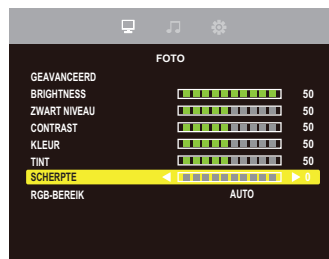 FOTO
GEAVANCEERD
BRIGHTNESS 50
ZWART NIVEAU 50
CONTRAST 50
KLEUR 50
TINT 50
SCHERPTE 0
RGB-BEREIK AUTO